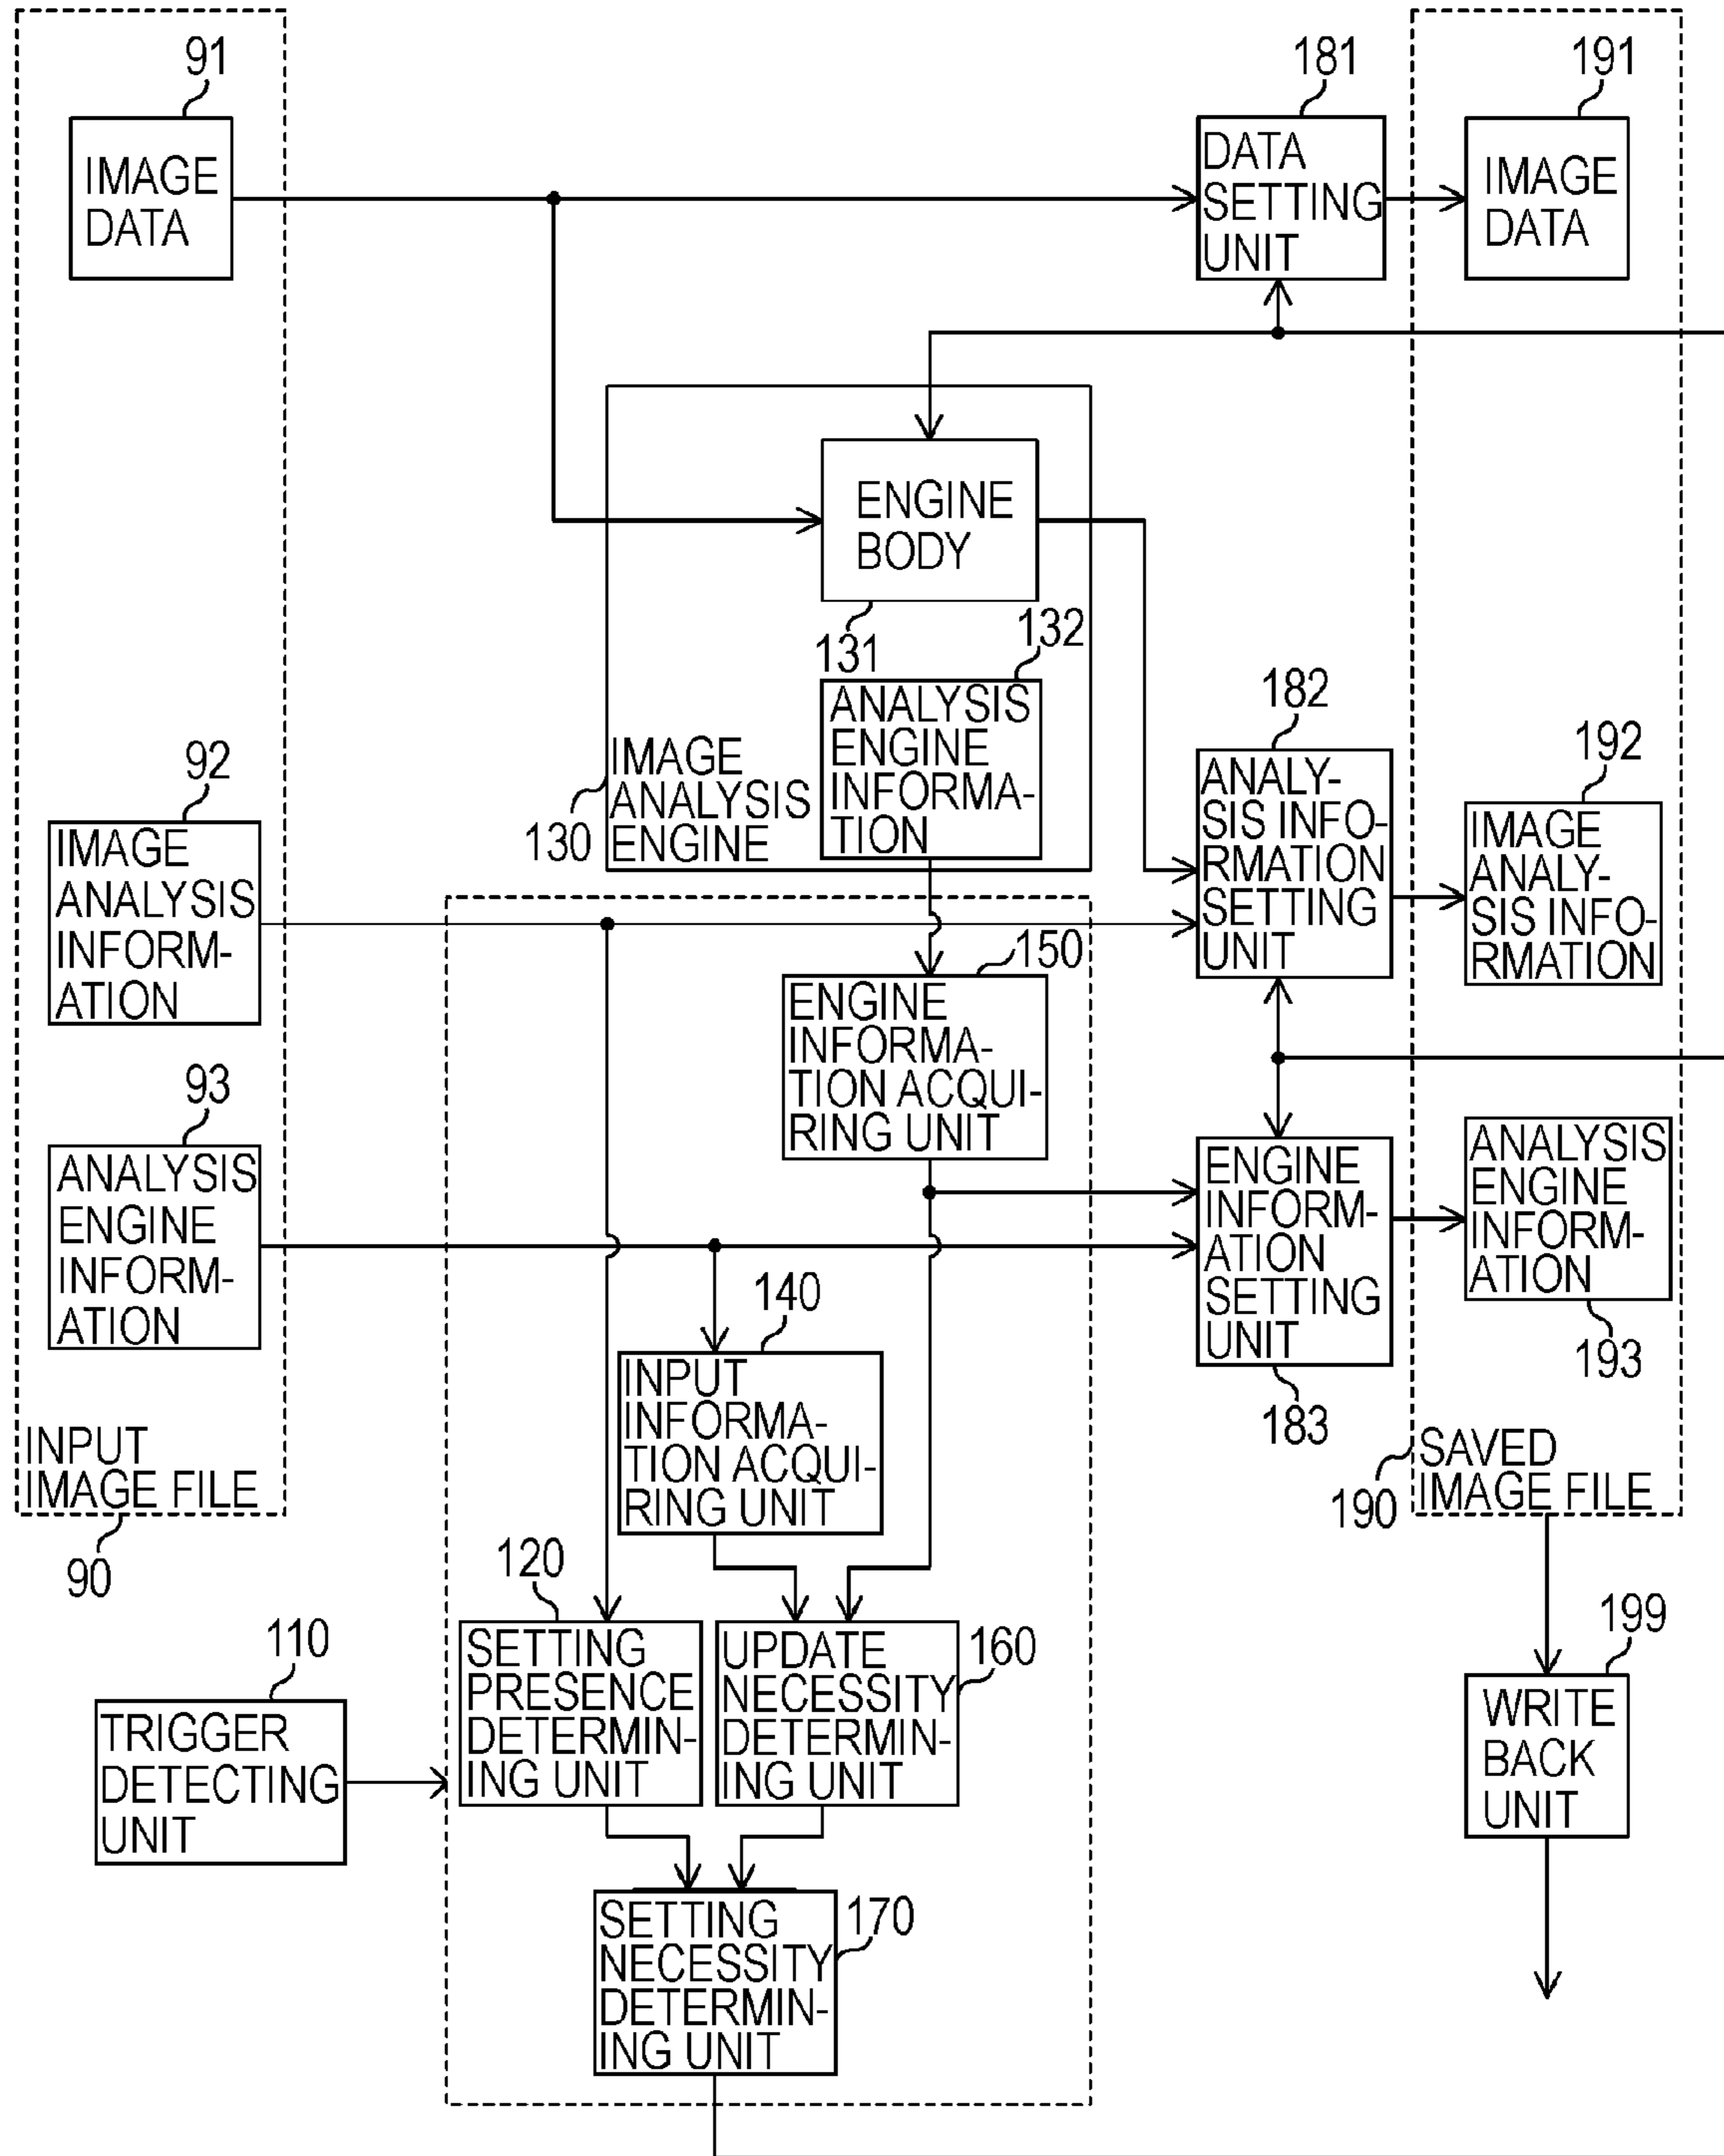 91
IMAGE
DATA
181
DATA
SETTING
UNIT
191
IMAGE
DATA
ENGINE
BODY
131
132
ANALYSIS
ENGINE
INFORMA-
TION
IMAGE
ANALYSIS
ENGINE
130
92
IMAGE
ANALYSIS
INFORM-
ATION
182
ANALY-
SIS INFO-
RMATION
SETTING
UNIT
192
IMAGE
ANALY-
SIS INFO-
RMATION
150
ENGINE
INFORMA-
TION ACQUI-
RING UNIT
93
ANALYSIS
ENGINE
INFORM-
ATION
ENGINE
INFORM-
ATION
SETTING
UNIT
183
ANALYSIS
ENGINE
INFORM-
ATION
193
140
INPUT
INFORMA-
TION ACQUI-
RING UNIT
INPUT
IMAGE FILE
90
SAVED
IMAGE FILE
190
120
SETTING
PRESENCE
DETERMIN-
ING UNIT
UPDATE
NECESSITY
DETERMIN-
ING UNIT
160
110
TRIGGER
DETECTING
UNIT
199
WRITE
BACK
UNIT
SETTING
NECESSITY
DETERMIN-
ING UNIT
170